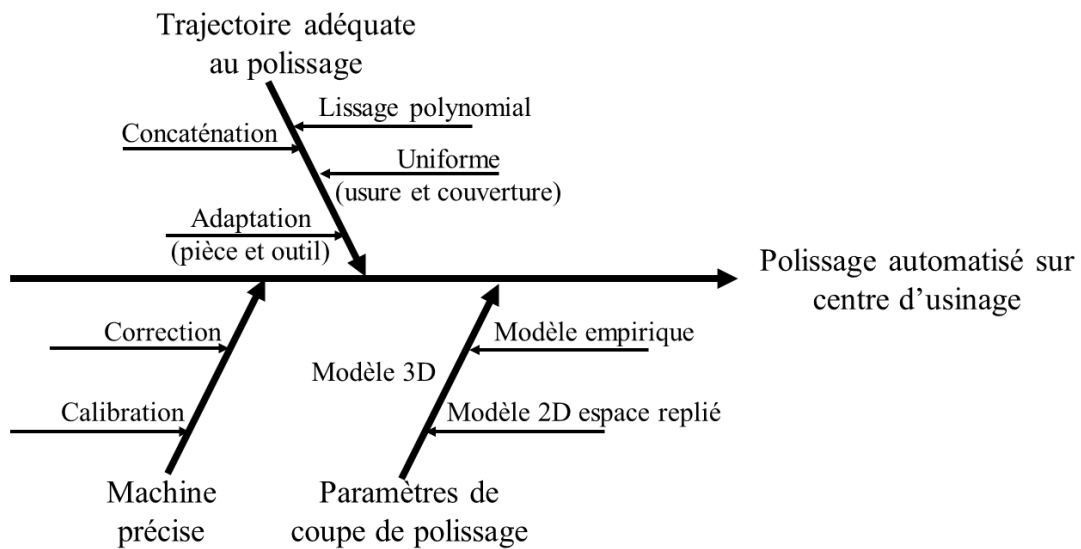 Trajectoire adéquate
au polissage
Lissage polynomial
Concaténation
Uniforme
(usure et couverture)
Adaptation
(pièce et outil)
Polissage automatisé sur
centre d’usinage
Correction
Modèle empirique
Modèle 3D
Calibration
Modèle 2D espace replié
Machine
précise
Paramètres de
coupe de polissage